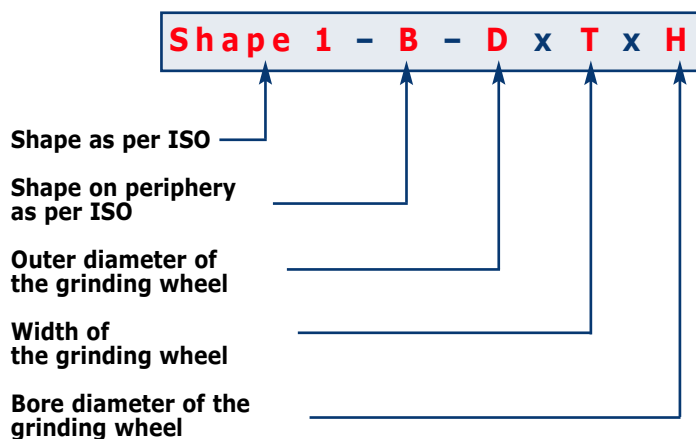 Shape 1 – B – D x T x H
Shape as per ISO
Shape on periphery
as per ISO
Outer diameter of
the grinding wheel
Width of
the grinding wheel
Bore diameter of the
grinding wheel